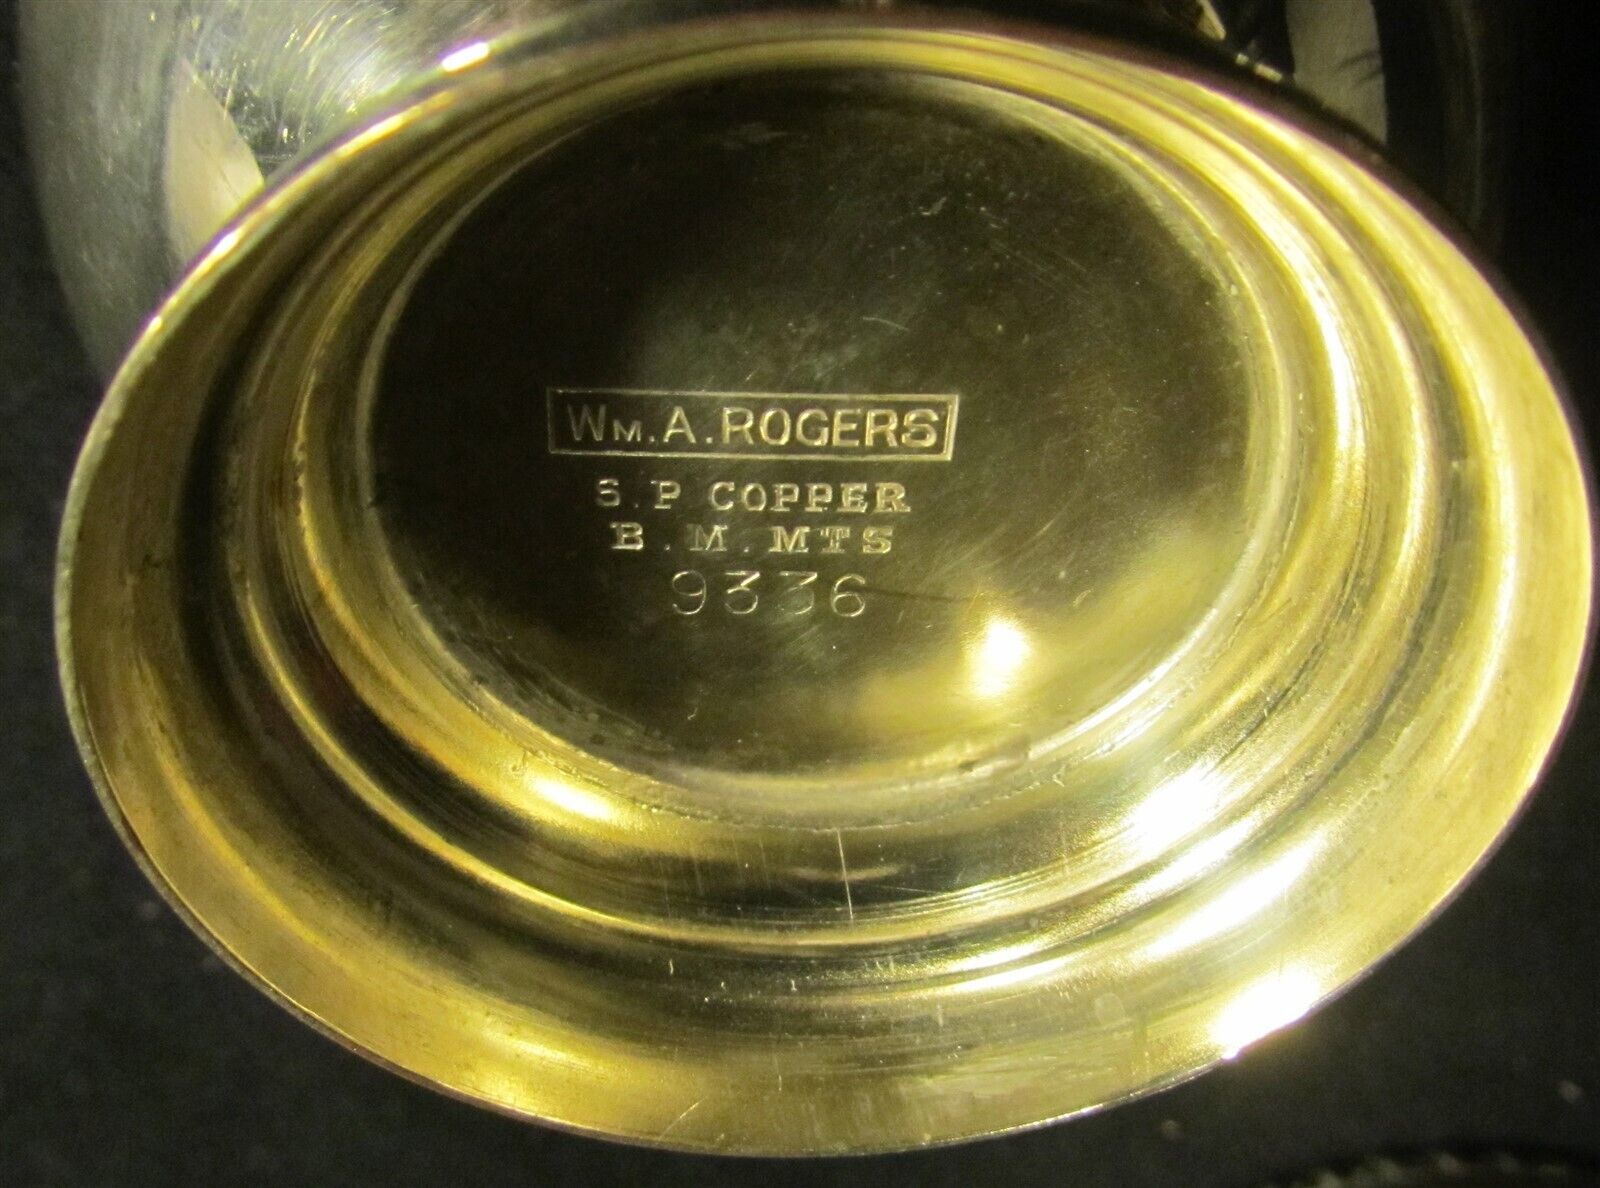 WM. A. ROGERS
S. P COPPER
B. M. MTS
9336